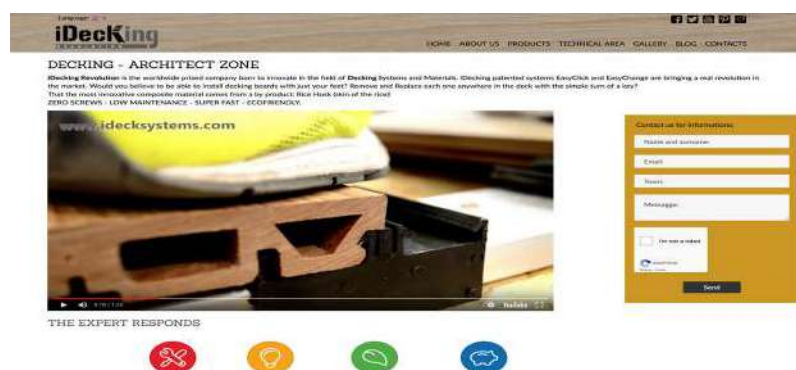 Language
iDecKing
REVOLUTION
HOME ABOUT US PRODUCTS TECHNICAL AREA GALLERY BLOG CONTACTS
DECKING - ARCHITECT ZONE
iDecking Revolution is the worldwide prized company born to innovate in the field of Decking Systems and Materials. iDecking patented systems EasyClick and EasyChange are bringing a real revolution in
the market. Would you believe to be able to install decking boards with just your feet? Remove and Replace each one anywhere in the deck with the simple turn of a key?
That the most innovative composite material comes from a by product: Rice Husk (skin of the rice)
ZERO SCREWS - LOW MAINTENANCE - SUPER FAST - ECOFRIENDLY.
www.idecksystems.com
YouTube
Contact us for informations:
Name and surname:
Email
Town:
Messaggio:
I'm not a robot
Send
THE EXPERT RESPONDS